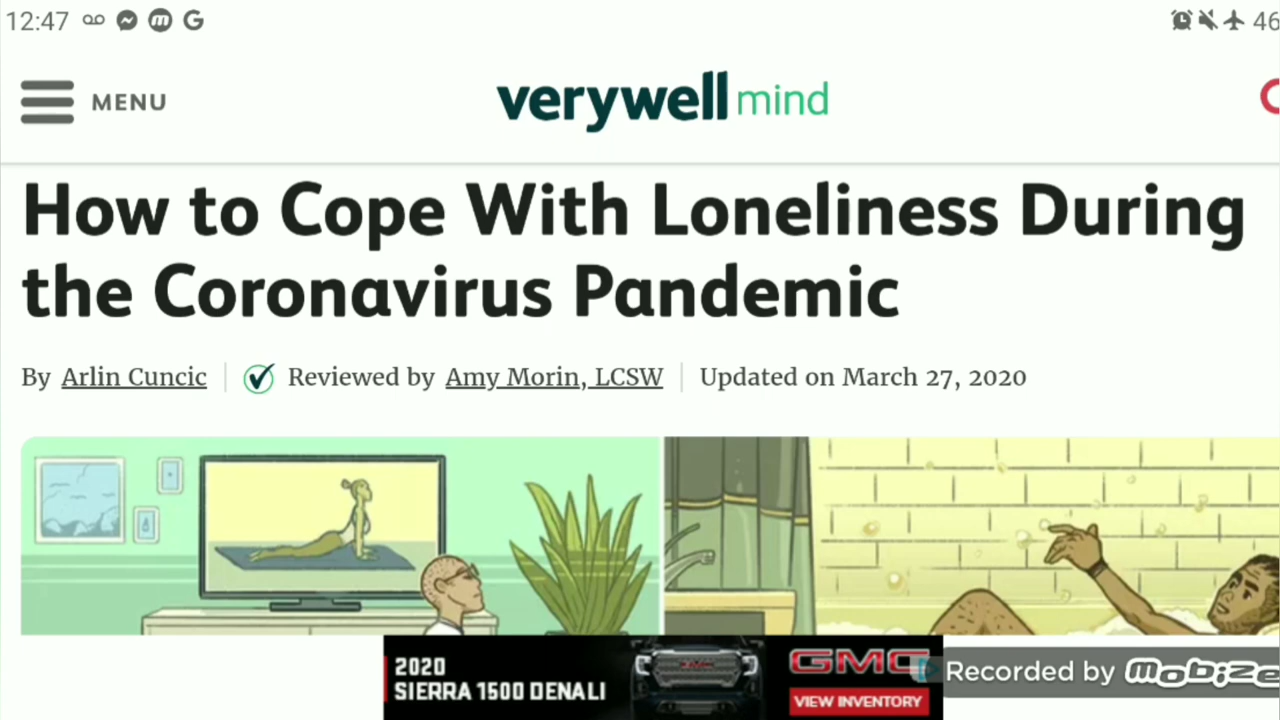 12:47
46
MENU
verywell mind
How to Cope With Loneliness During
the Coronavirus Pandemic
By Arlin Cuncic
Reviewed by Amy Morin, LCSW
Updated on March 27, 2020
2020
SIERRA 1500 DENALI
GMC
VIEW INVENTORY
Recorded by